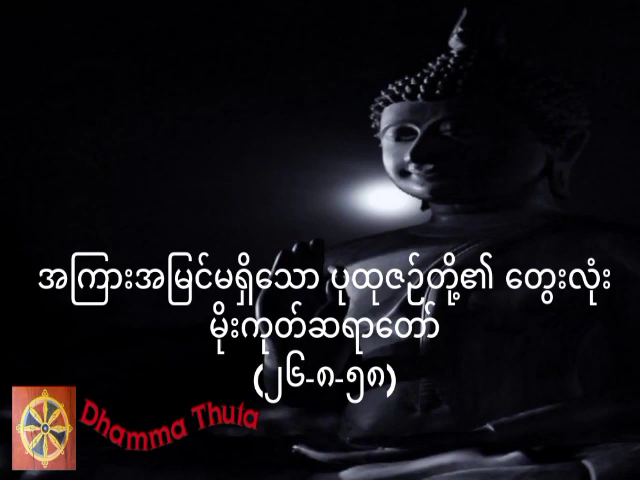 အကြားအမြင်မရှိသော ပုထုဇဉ်တို့၏ တွေးလုံး
မိုးကုတ်ဆရာတော်
(၂၆-၈-၅၈)
Dhamma Thuta